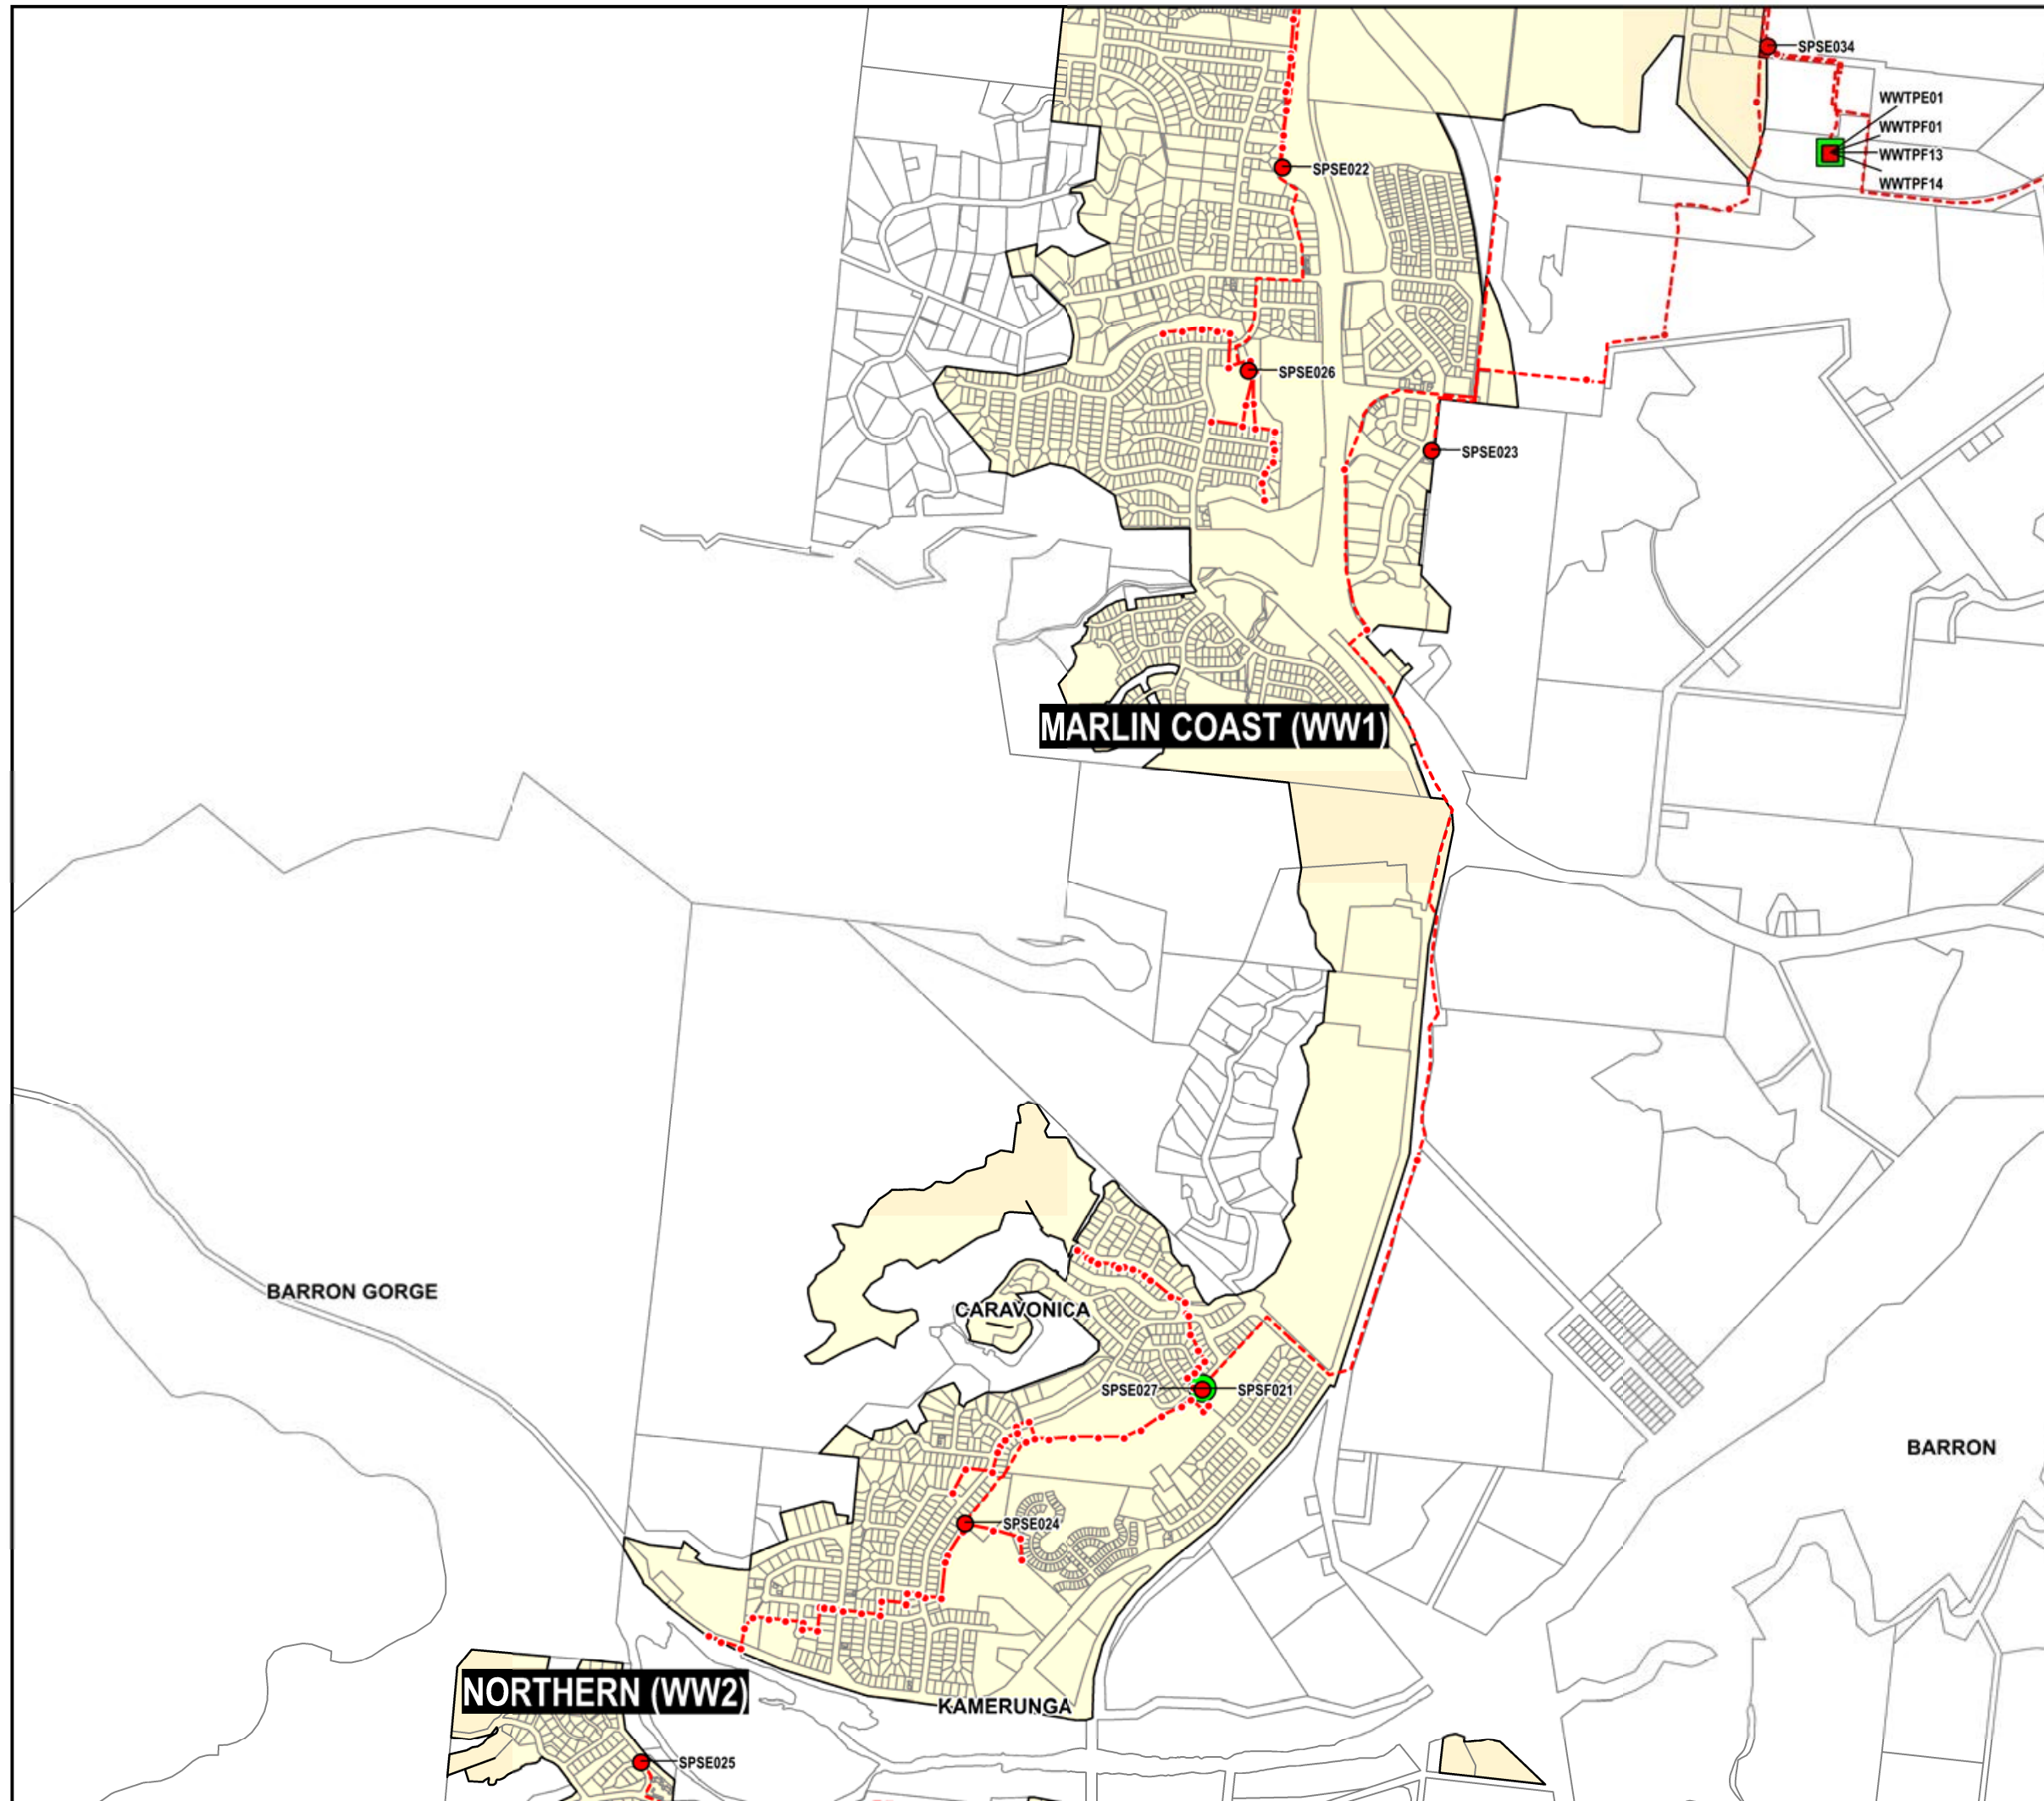 SPSE034
WWTPE01
WWTPF01
WWTPF13
WWTPF14
SPSE022
SPSE026
SPSE023
MARLIN COAST (WW1)
BARRON GORGE
CARAVONICA
SPSE027
SPSF021
BARRON
SPSE024
NORTHERN (WW2)
KAMERUNGA
SPSE025